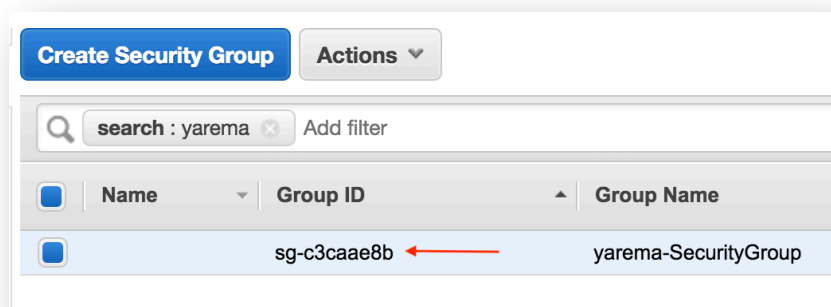 Create Security Group Actions
search : yarema Add filter
Name Group ID Group Name
sg-c3caae8b yarema-SecurityGroup